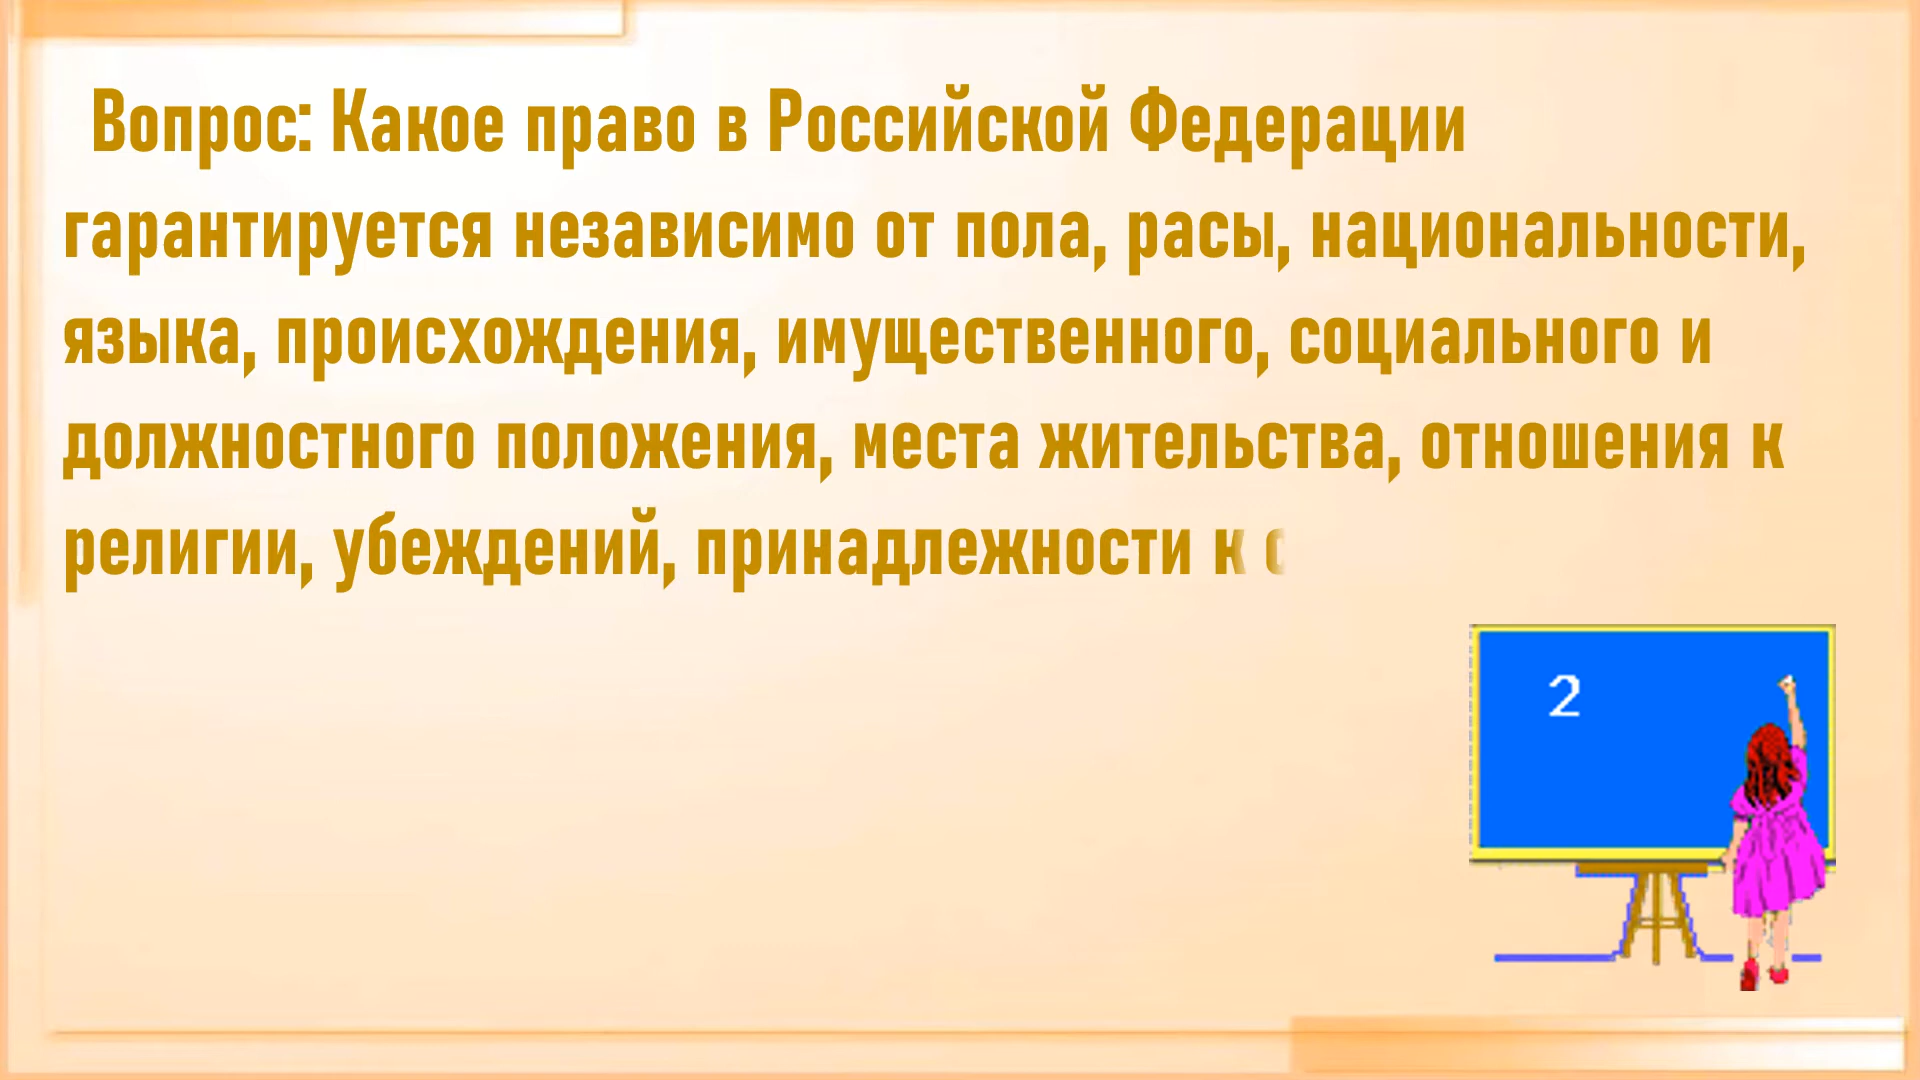 Вопрос: Какое право в Российской Федерации
гарантируется независимо от пола, расы, национальности,
языка, происхождения, имущественного, социального и
должностного положения, места жительства, отношения к
религии, убеждений, принадлежности к с
2